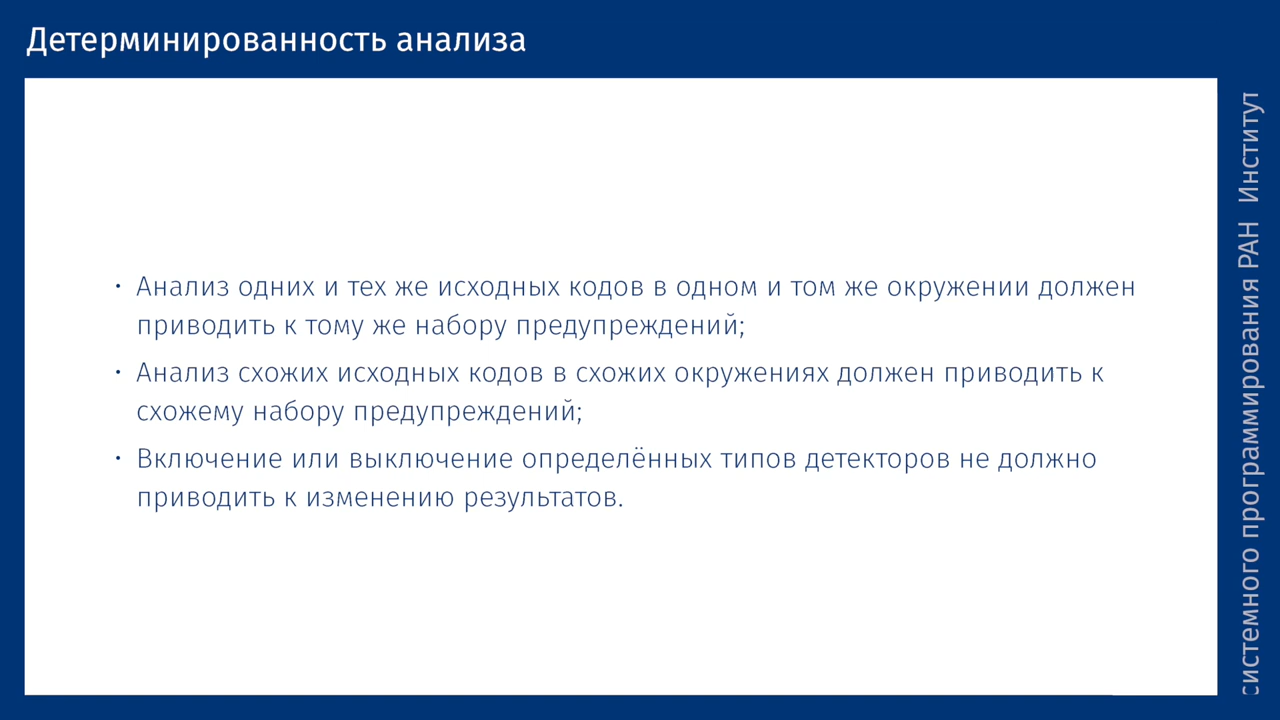 Детерминированность анализа
· Анализ одних и тех же исходных кодов в одном и том же окружении должен
приводить к тому же набору предупреждений;
· Анализ схожих исходных кодов в схожих окружениях должен приводить к
схожему набору предупреждений;
· Включение или выключение определённых типов детекторов не должно
приводить к изменению результатов.
системного программирования РАН Институт